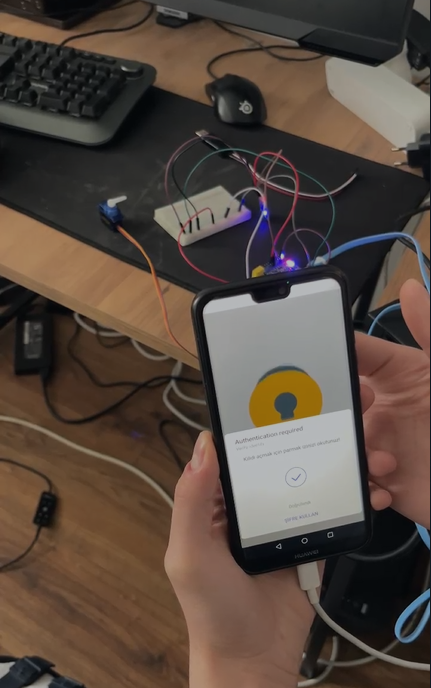 Authentication required
Kilidi açmak için parmak izinizi okutunuz!
ŞİFRE KULLAN
HUAWEI